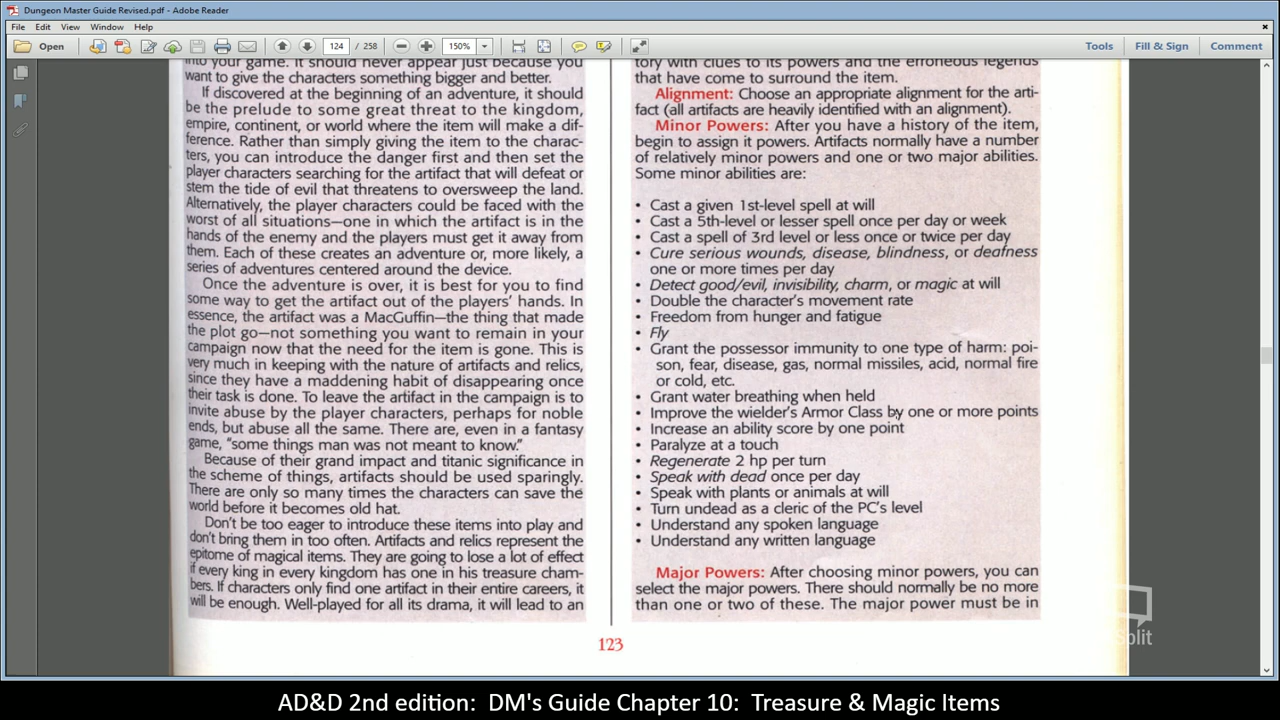 Dungeon Master Guide Revised.pdf - Adobe Reader
File Edit View Window Help
Open 124 / 258 150% Tools Fill & Sign Comment
into your game. It should never appear just because you
want to give the characters something bigger and better.
If discovered at the beginning of an adventure, it should
be the prelude to some great threat to the kingdom,
empire, continent, or world where the item will make a dif-
ference. Rather than simply giving the item to the charac-
ters, you can introduce the danger first and then set the
player characters searching for the artifact that will defeat or
stem the tide of evil that threatens to oversweep the land.
Alternatively, the player characters could be faced with the
worst of all situations—one in which the artifact is in the
hands of the enemy and the players must get it away from
them. Each of these creates an adventure or, more likely, a
series of adventures centered around the device.
Once the adventure is over, it is best for you to find
some way to get the artifact out of the players' hands. In
essence, the artifact was a MacGuffin—the thing that made
the plot go—not something you want to remain in your
campaign now that the need for the item is gone. This is
very much in keeping with the nature of artifacts and relics,
since they have a maddening habit of disappearing once
their task is done. To leave the artifact in the campaign is to
invite abuse by the player characters, perhaps for noble
ends, but abuse all the same. There are, even in a fantasy
game, "some things man was not meant to know."
Because of their grand impact and titanic significance in
the scheme of things, artifacts should be used sparingly.
There are only so many times the characters can save the
world before it becomes old hat.
Don't be too eager to introduce these items into play and
don't bring them in too often. Artifacts and relics represent the
epitome of magical items. They are going to lose a lot of effect
if every king in every kingdom has one in his treasure cham-
bers. If characters only find one artifact in their entire careers, it
will be enough. Well-played for all its drama, it will lead to an
tory with clues to its powers and the erroneous legends
that have come to surround the item.
Alignment: Choose an appropriate alignment for the arti-
fact (all artifacts are heavily identified with an alignment).
Minor Powers: After you have a history of the item,
begin to assign it powers. Artifacts normally have a number
of relatively minor powers and one or two major abilities.
Some minor abilities are:
• Cast a given 1st-level spell at will
• Cast a 5th-level or lesser spell once per day or week
• Cast a spell of 3rd level or less once or twice per day
• Cure serious wounds, disease, blindness, or deafness
one or more times per day
• Detect good/evil, invisibility, charm, or magic at will
• Double the character's movement rate
• Freedom from hunger and fatigue
• Fly
• Grant the possessor immunity to one type of harm: poi-
son, fear, disease, gas, normal missiles, acid, normal fire
or cold, etc.
• Grant water breathing when held
• Improve the wielder's Armor Class by one or more points
• Increase an ability score by one point
• Paralyze at a touch
• Regenerate 2 hp per turn
• Speak with dead once per day
• Speak with plants or animals at will
• Turn undead as a cleric of the PC's level
• Understand any spoken language
• Understand any written language
Major Powers: After choosing minor powers, you can
select the major powers. There should normally be no more
than one or two of these. The major power must be in
123
Split
AD&D 2nd edition: DM's Guide Chapter 10: Treasure & Magic Items